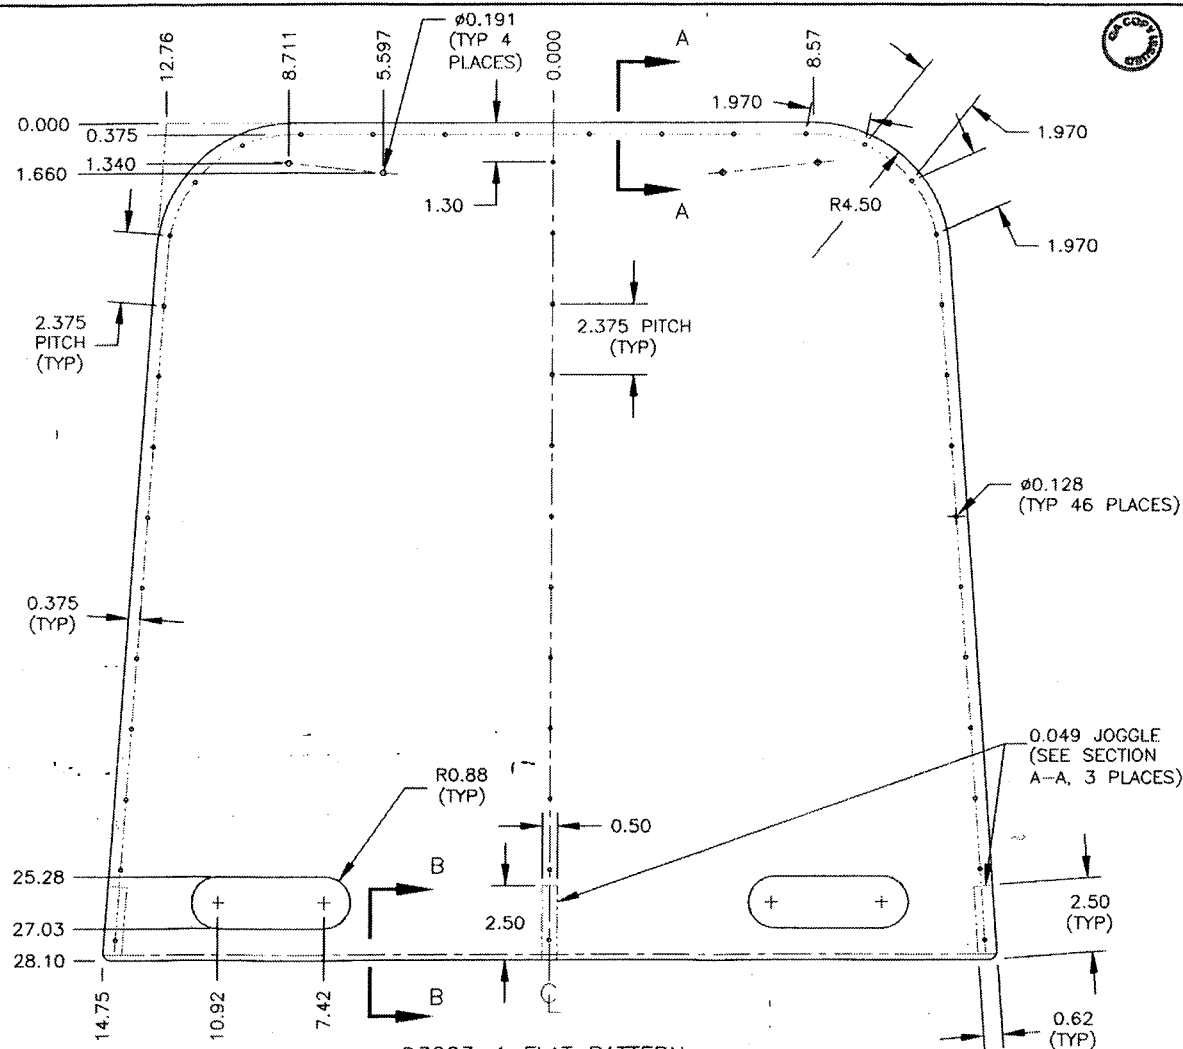 12.76
8.711
5.597
0.000
8.57
ø0.191
(TYP 4
PLACES)
A
1.970
1.970
1.970
0.000
0.375
1.340
1.660
1.30
A
R4.50
2.375
PITCH
(TYP)
2.375 PITCH
(TYP)
ø0.128
(TYP 46 PLACES)
0.375
(TYP)
R0.88
(TYP)
0.049 JOGGLE
(SEE SECTION
A-A, 3 PLACES)
0.50
25.28
27.03
28.10
B
2.50
2.50
(TYP)
14.75
10.92
7.42
B
CL
0.62
(TYP)